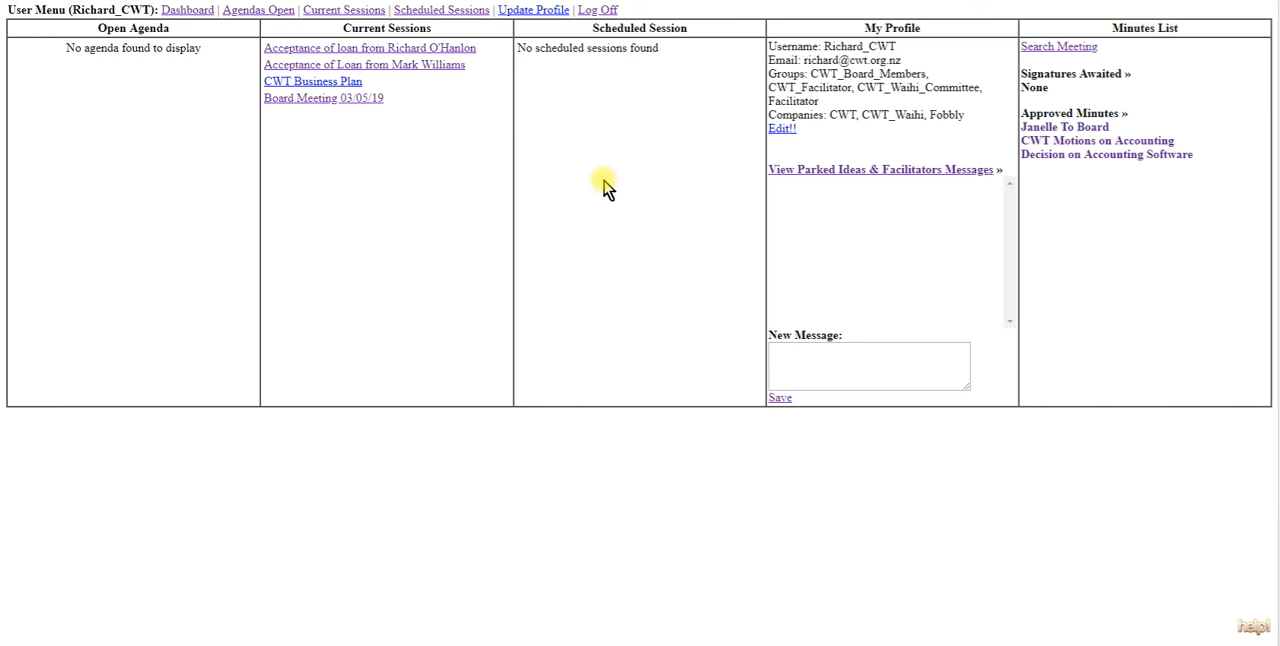 User Menu (Richard_CWT): Dashboard | Agendas Open | Current Sessions | Scheduled Sessions | Update Profile | Log Off
Open Agenda
No agenda found to display
Current Sessions
Acceptance of loan from Richard O'Hanlon
Acceptance of Loan from Mark Williams
CWT Business Plan
Board Meeting 03/05/19
Scheduled Session
No scheduled sessions found
My Profile
Username: Richard_CWT
Email: richard@cwt.org.nz
Groups: CWT_Board_Members,
CWT_Facilitator, CWT_Waihi_Committee,
Facilitator
Companies: CWT, CWT_Waihi, Fobbly
Edit!!
View Parked Ideas & Facilitators Messages »
New Message:
Save
Minutes List
Search Meeting
Signatures Awaited »
None
Approved Minutes »
Janelle To Board
CWT Motions on Accounting
Decision on Accounting Software
help!